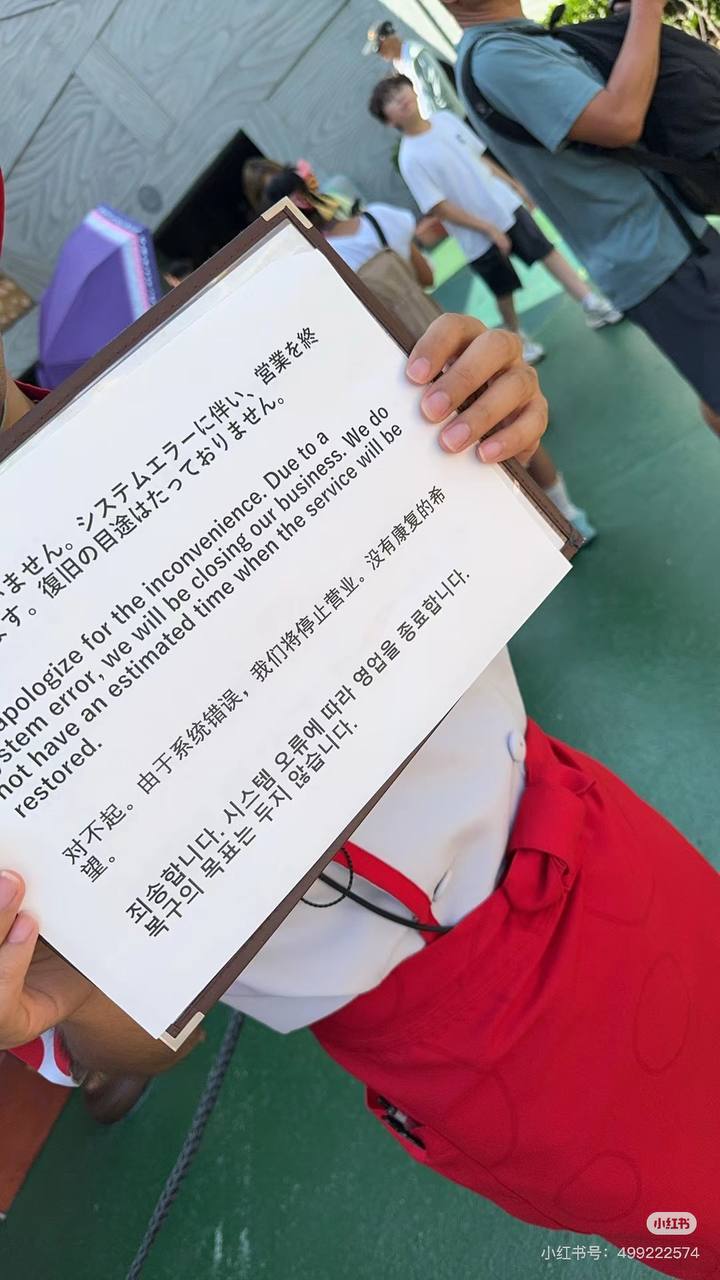 ません。システムエラーに伴い、営業を終
ます。復旧の目途はたっておりません。
apologize for the inconvenience. Due to a
stem error, we will be closing our business. We do
not have an estimated time when the service will be
restored.
对不起。由于系统错误，我们将停止营业。没有康复的希
望。
죄송합니다. 시스템 오류에 따라 영업을 종료합니다.
복구의 목표는 두지 않습니다.
小红书
小红书号：499222574